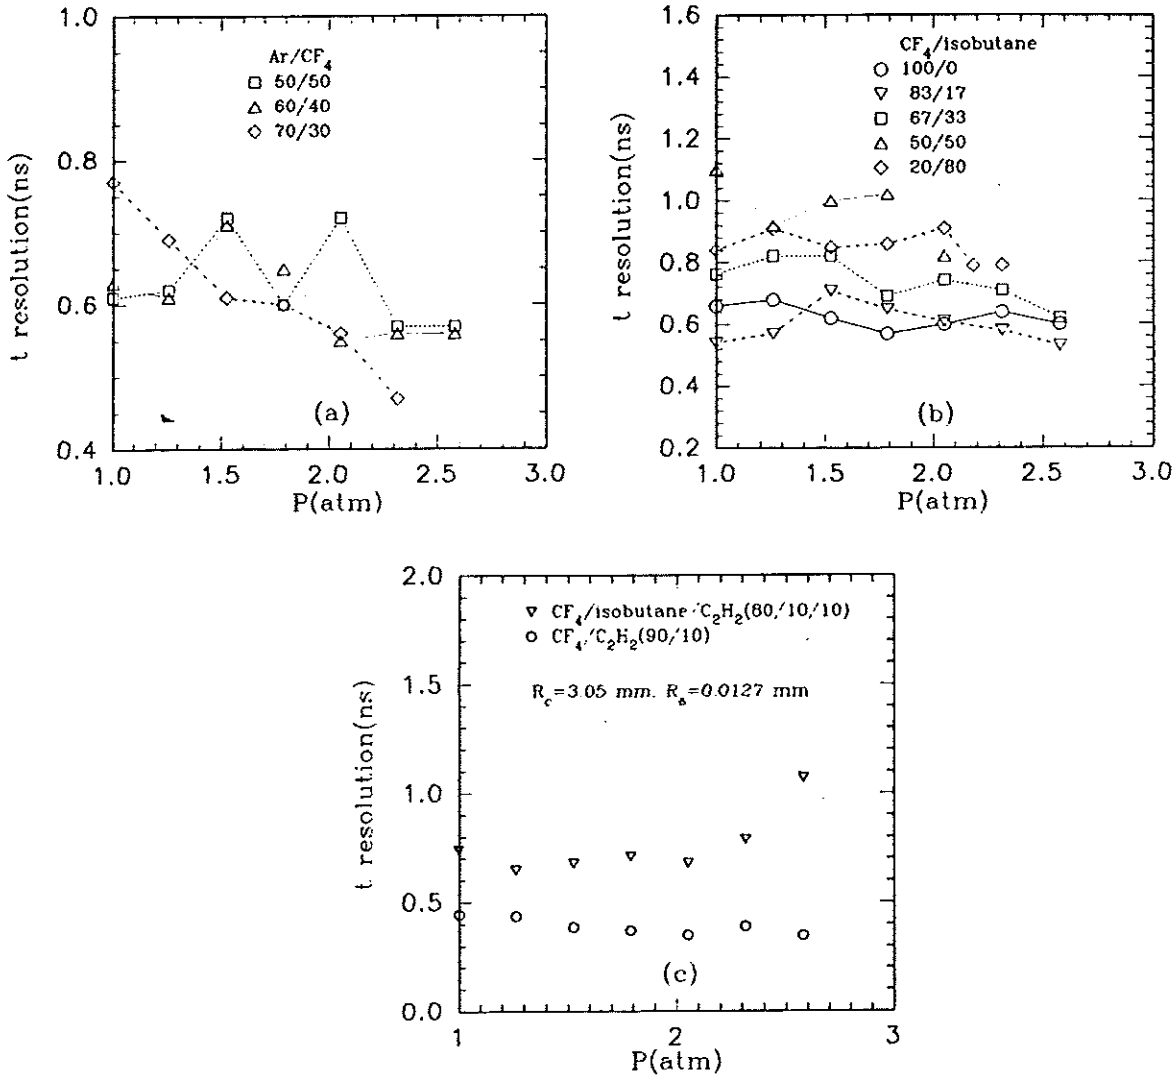 1.0
0.8
0.6
0.4
t resolution(ns)
Ar/CF4
50/50
60/40
70/30
(a)
1.0 1.5 2.0 2.5 3.0
P(atm)
1.6
1.4
1.2
1.0
0.8
0.6
0.4
0.2
t resolution(ns)
CF4/isobutane
100/0
83/17
67/33
50/50
20/80
(b)
1.0 1.5 2.0 2.5 3.0
P(atm)
2.0
1.5
1.0
0.5
0.0
t resolution(ns)
CF4/isobutane/C2H2(80/10/10)
CF4/C2H2(90/10)
Rc=3.05 mm. Ra=0.0127 mm
(c)
1 2 3
P(atm)